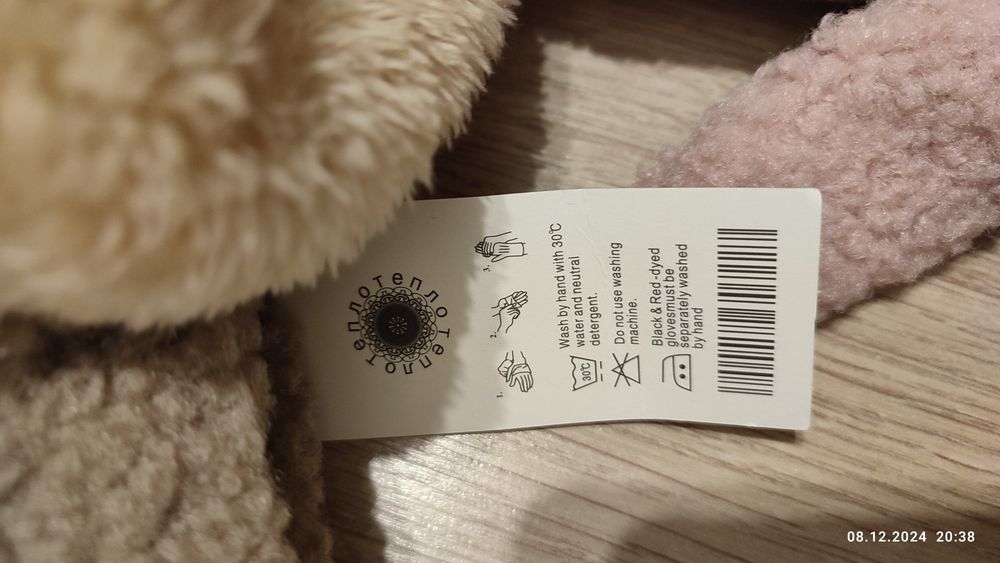 теплотеплотепло
1.
2.
3.
30℃
Wash by hand with 30℃
water and neutral
detergent.
Do not use washing
machine.
Black & Red-dyed
glovesmust be
separately washed
by hand
08.12.2024 20:38